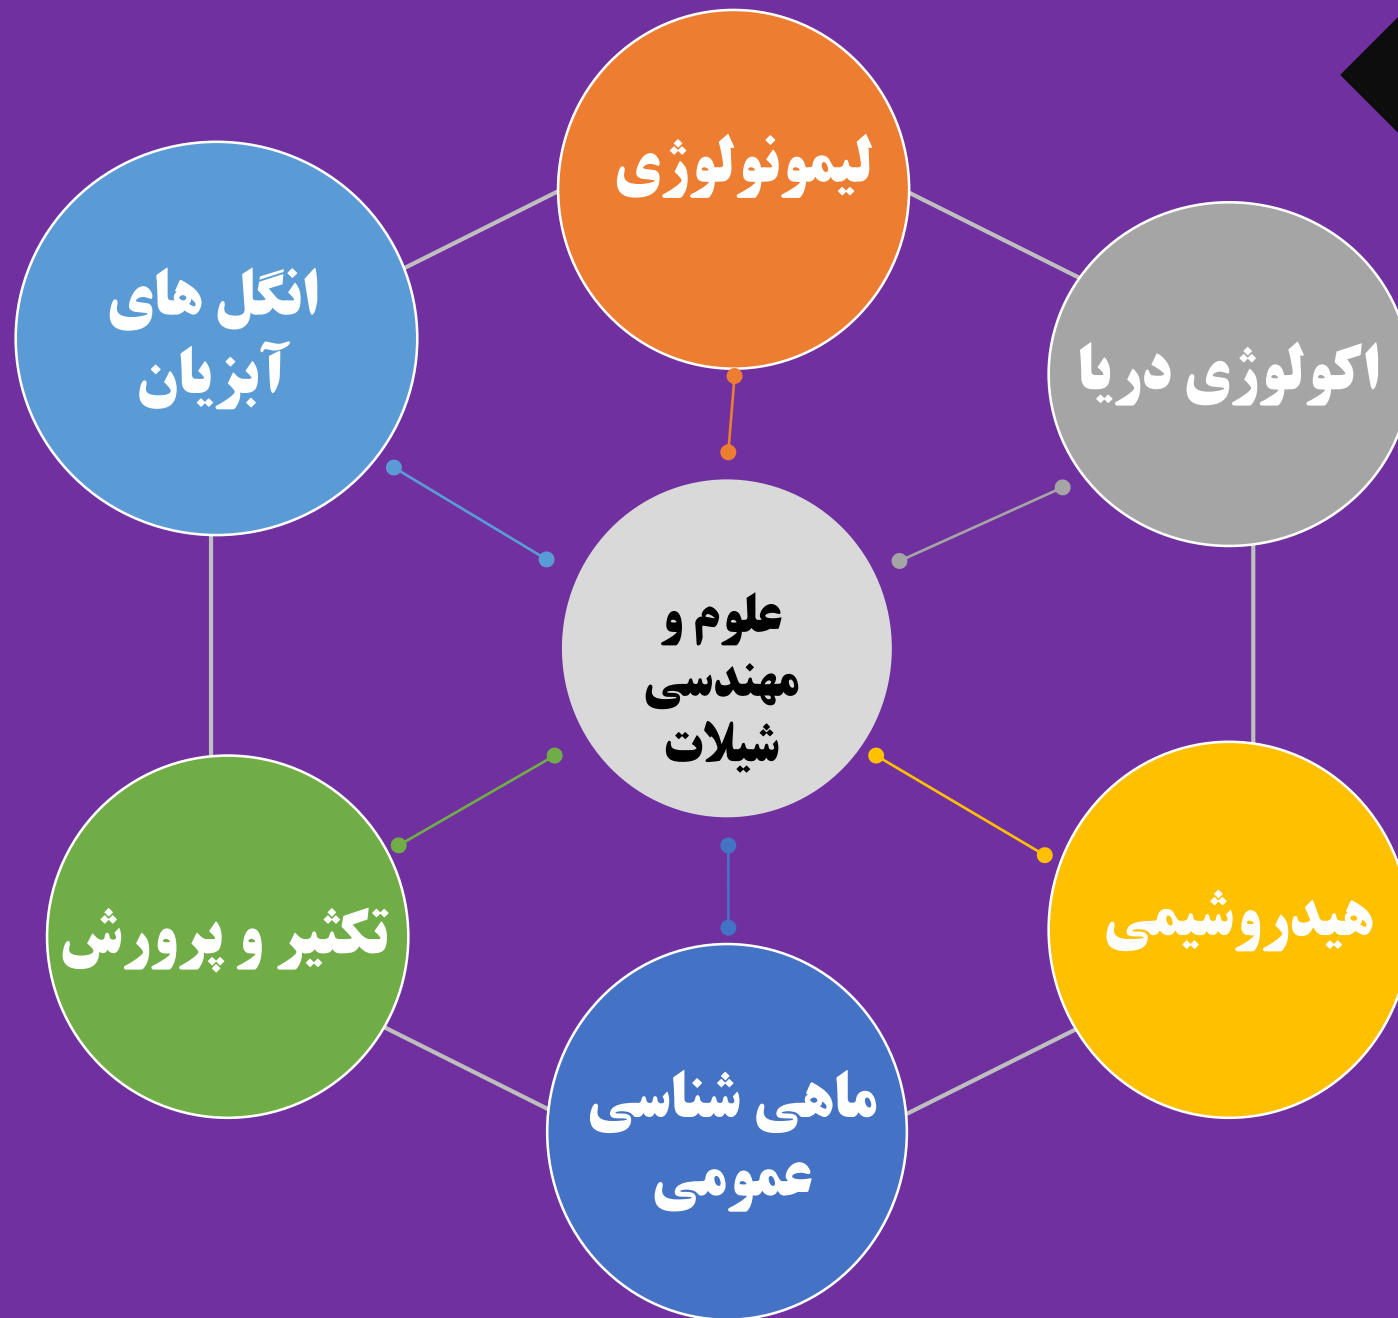 لیمونولوژی
اکولوژی دریا
انگل های
آبزیان
علوم و
مهندسی
شیلات
هیدروشیمی
تکثیر و پرورش
ماهی شناسی
عمومی